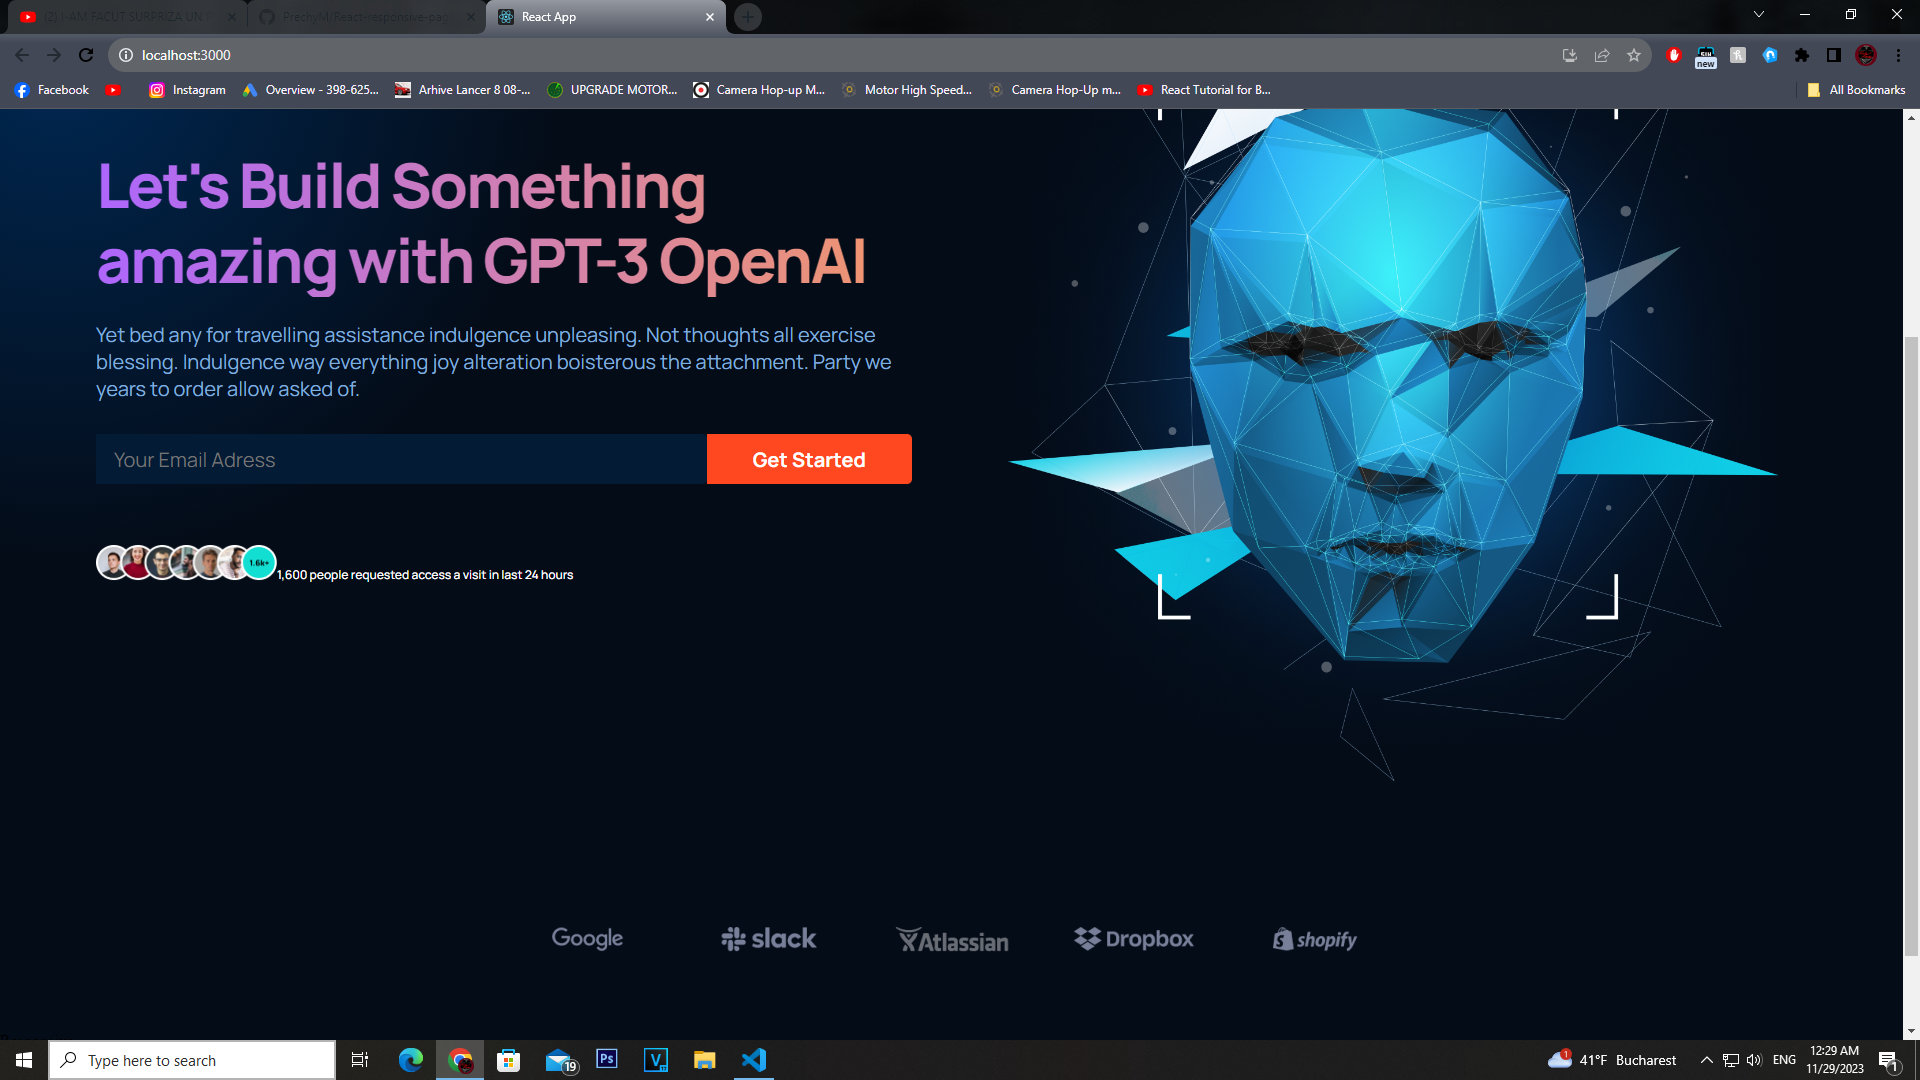 (2) I-AM FACUT SURPRIZA UN
PrechyM/React-responsive-pag
React App
localhost:3000
new
Facebook
Instagram
Overview - 398-625...
Arhive Lancer 8 08-...
UPGRADE MOTOR...
Camera Hop-up M...
Motor High Speed...
Camera Hop-Up m...
React Tutorial for B...
All Bookmarks
Let's Build Something
amazing with GPT-3 OpenAI
Yet bed any for travelling assistance indulgence unpleasing. Not thoughts all exercise
blessing. Indulgence way everything joy alteration boisterous the attachment. Party we
years to order allow asked of.
Your Email Adress
Get Started
1.6k+
1,600 people requested access a visit in last 24 hours
Google
slack
Atlassian
Dropbox
shopify
Type here to search
19
Ps
V
1
41°F Bucharest
ENG
12:29 AM
11/29/2023
1